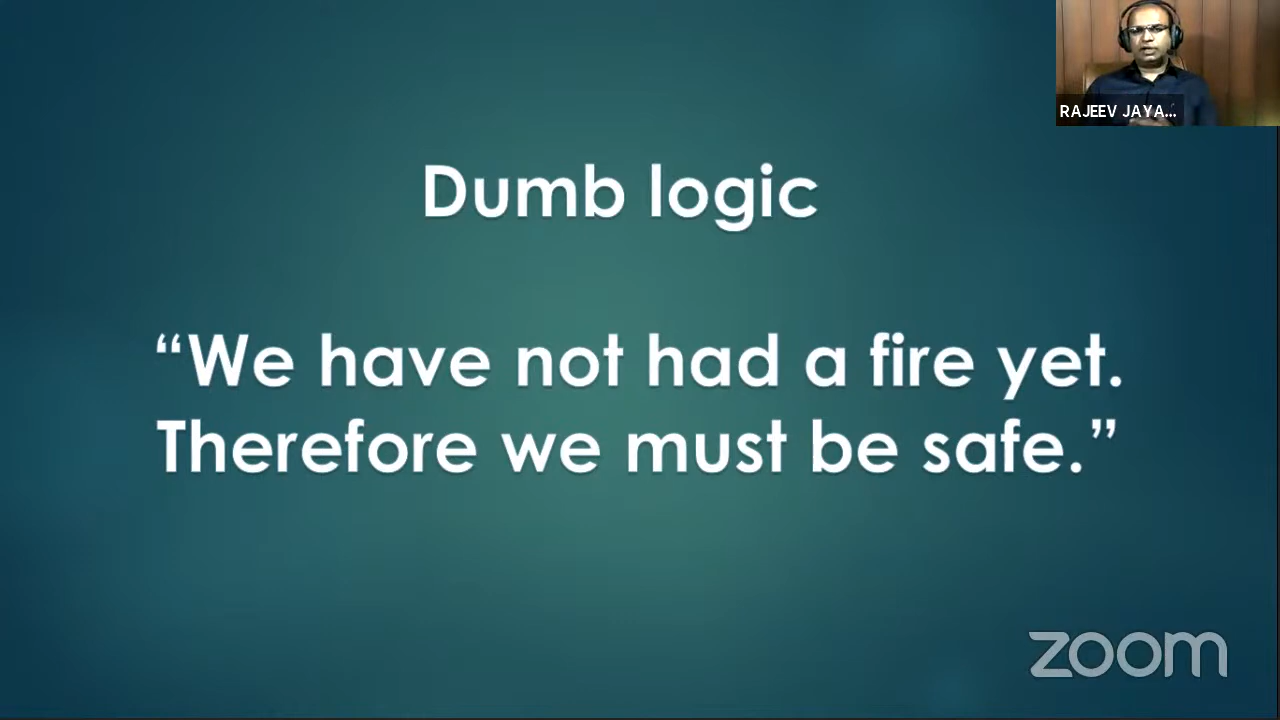 RAJEEV JAYA...
Dumb logic
“We have not had a fire yet.
Therefore we must be safe.”
zoom